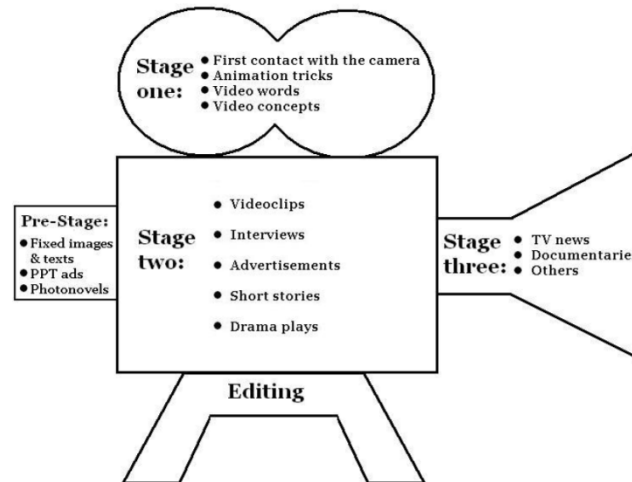 Stage one:
● First contact with the camera
● Animation tricks
● Video words
● Video concepts
Pre-Stage:
● Fixed images
& texts
● PPT ads
● Photonovels
Stage two:
● Videoclips
● Interviews
● Advertisements
● Short stories
● Drama plays
Stage three:
● TV news
● Documentaries
● Others
Editing